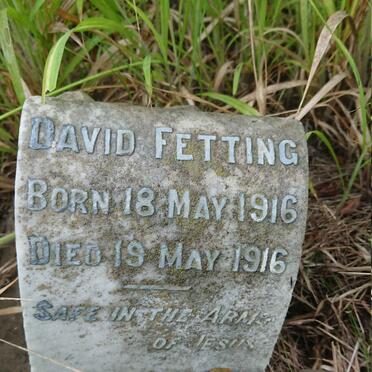 DAVID FETTING
BORN 18 MAY 1916
DIED 19 MAY 1916
SAFE IN THE ARMS
OF JESUS